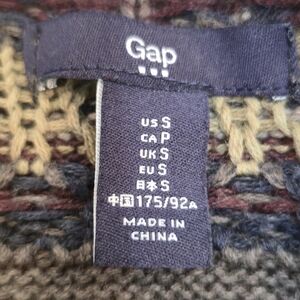 Gap
US S
CA P
UK S
EU S
日本 S
中国 175/92A
MADE IN
CHINA